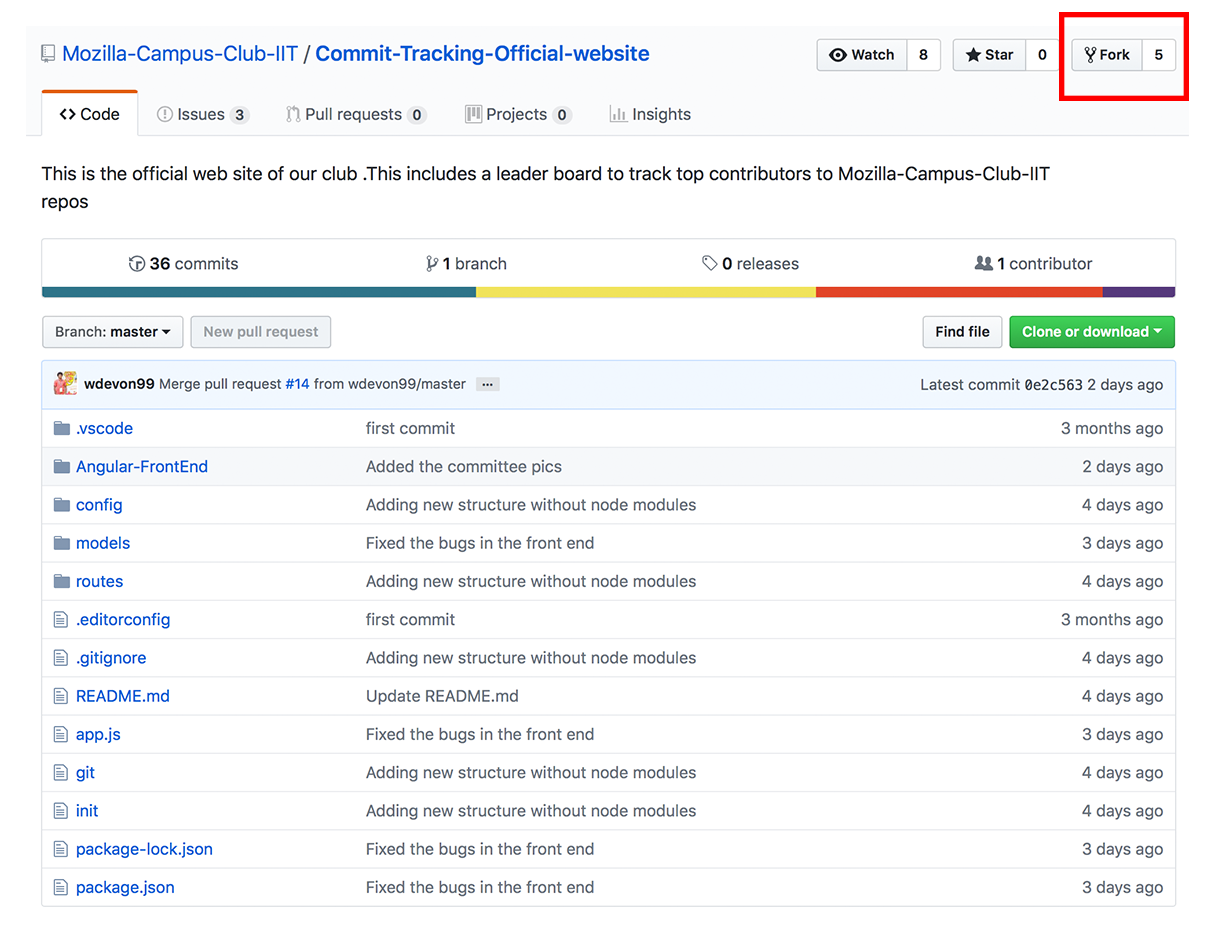 Mozilla-Campus-Club-IIT / Commit-Tracking-Official-website Watch 8 Star 0 Fork 5
Code Issues 3 Pull requests 0 Projects 0 Insights
This is the official web site of our club .This includes a leader board to track top contributors to Mozilla-Campus-Club-IIT
repos
36 commits 1 branch 0 releases 1 contributor
Branch: master New pull request Find file Clone or download
wdevon99 Merge pull request #14 from wdevon99/master ... Latest commit 0e2c563 2 days ago
.vscode first commit 3 months ago
Angular-FrontEnd Added the committee pics 2 days ago
config Adding new structure without node modules 4 days ago
models Fixed the bugs in the front end 3 days ago
routes Adding new structure without node modules 4 days ago
.editorconfig first commit 3 months ago
.gitignore Adding new structure without node modules 4 days ago
README.md Update README.md 4 days ago
app.js Fixed the bugs in the front end 3 days ago
git Adding new structure without node modules 4 days ago
init Adding new structure without node modules 4 days ago
package-lock.json Fixed the bugs in the front end 3 days ago
package.json Fixed the bugs in the front end 3 days ago